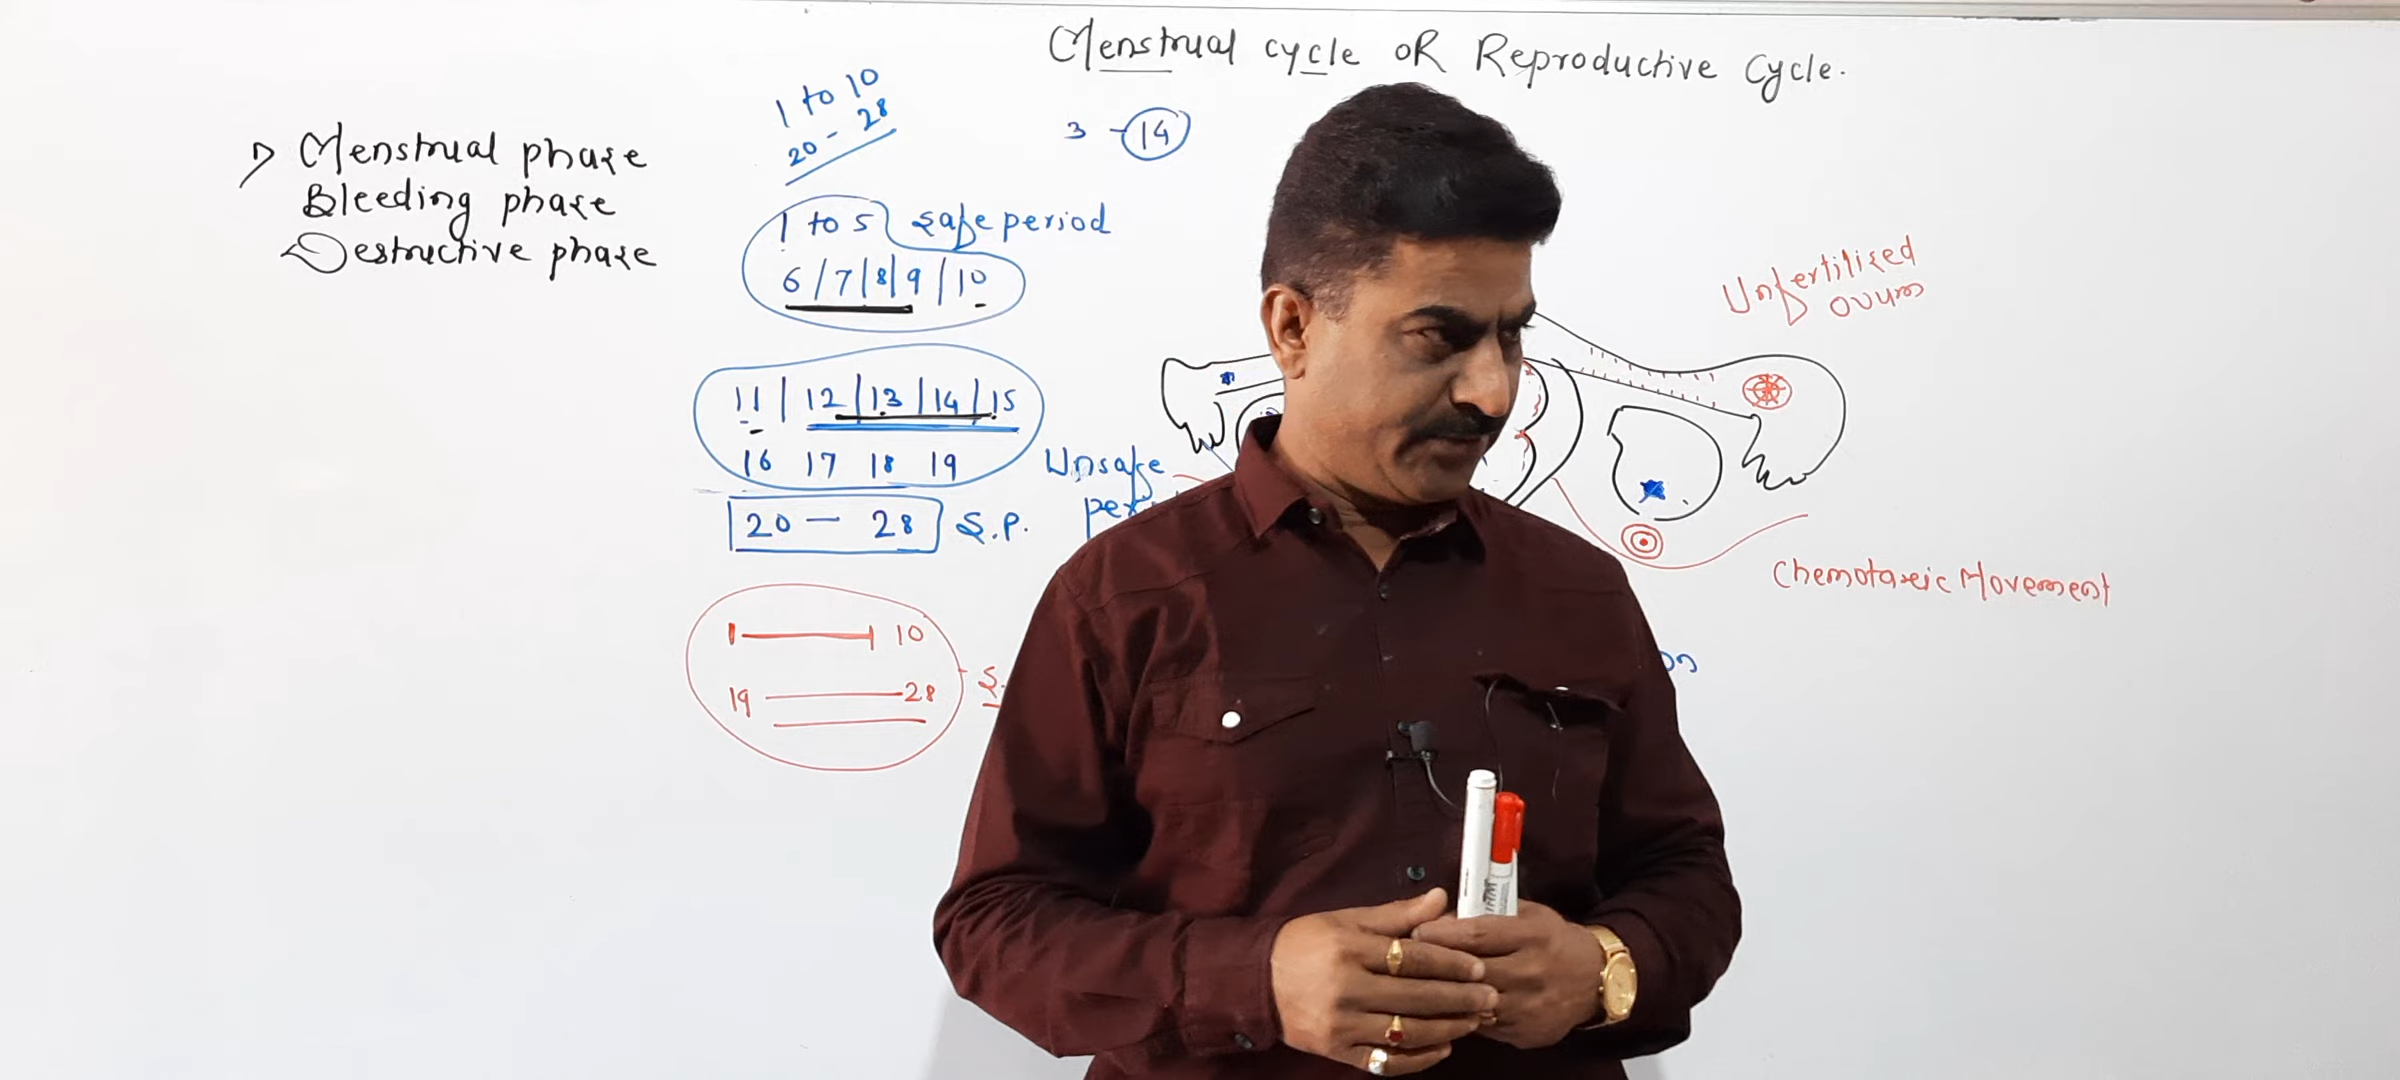 Menstrual cycle OR Reproductive Cycle.
1) Menstrual phase
Bleeding phase
Destructive phase
1 to 10
20 - 28
3 - 14
1 to 5 safe period
6 / 7 / 8 / 9 / 10
11 | 12 | 13 | 14 | 15
16 17 18 19 Unsafe
20 — 28 S.P.
1 — 10
19 — 28
Unfertilized
ovum
Chemotaxeic Movement